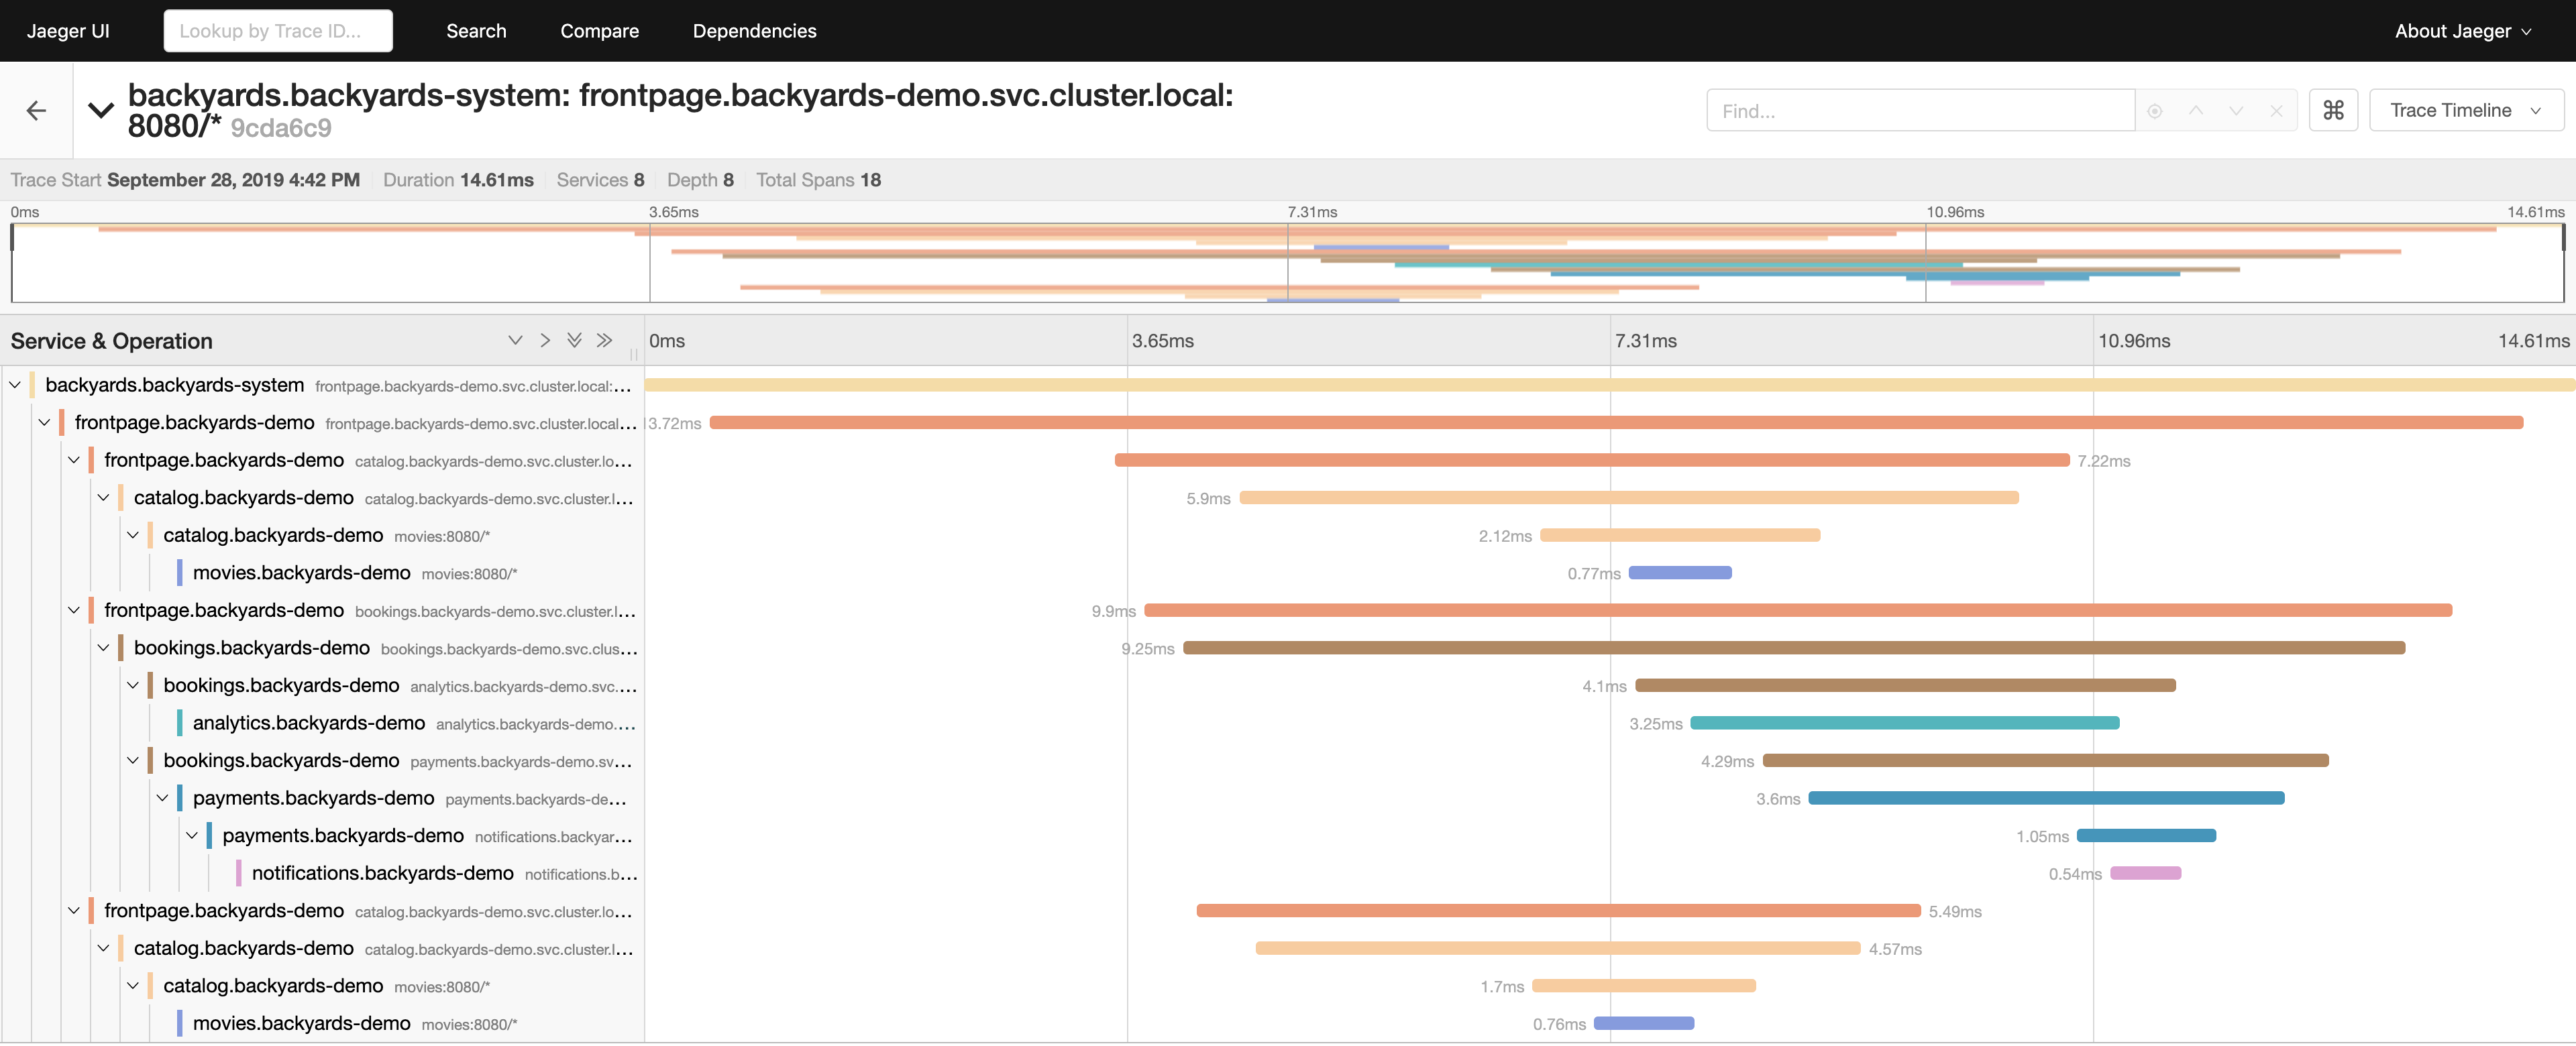 Jaeger UI Lookup by Trace ID... Search Compare Dependencies About Jaeger
backyards.backyards-system: frontpage.backyards-demo.svc.cluster.local:
8080/* 9cda6c9
Find... Trace Timeline
Trace Start September 28, 2019 4:42 PM Duration 14.61ms Services 8 Depth 8 Total Spans 18
0ms 3.65ms 7.31ms 10.96ms 14.61ms
Service & Operation 0ms 3.65ms 7.31ms 10.96ms 14.61ms
backyards.backyards-system frontpage.backyards-demo.svc.cluster.local:...
frontpage.backyards-demo frontpage.backyards-demo.svc.cluster.local... 13.72ms
frontpage.backyards-demo catalog.backyards-demo.svc.cluster.lo... 7.22ms
catalog.backyards-demo catalog.backyards-demo.svc.cluster.l... 5.9ms
catalog.backyards-demo movies:8080/* 2.12ms
movies.backyards-demo movies:8080/* 0.77ms
frontpage.backyards-demo bookings.backyards-demo.svc.cluster.l... 9.9ms
bookings.backyards-demo bookings.backyards-demo.svc.clus... 9.25ms
bookings.backyards-demo analytics.backyards-demo.svc.... 4.1ms
analytics.backyards-demo analytics.backyards-demo.... 3.25ms
bookings.backyards-demo payments.backyards-demo.sv... 4.29ms
payments.backyards-demo payments.backyards-de... 3.6ms
payments.backyards-demo notifications.backyar... 1.05ms
notifications.backyards-demo notifications.b... 0.54ms
frontpage.backyards-demo catalog.backyards-demo.svc.cluster.lo... 5.49ms
catalog.backyards-demo catalog.backyards-demo.svc.cluster.l... 4.57ms
catalog.backyards-demo movies:8080/* 1.7ms
movies.backyards-demo movies:8080/* 0.76ms